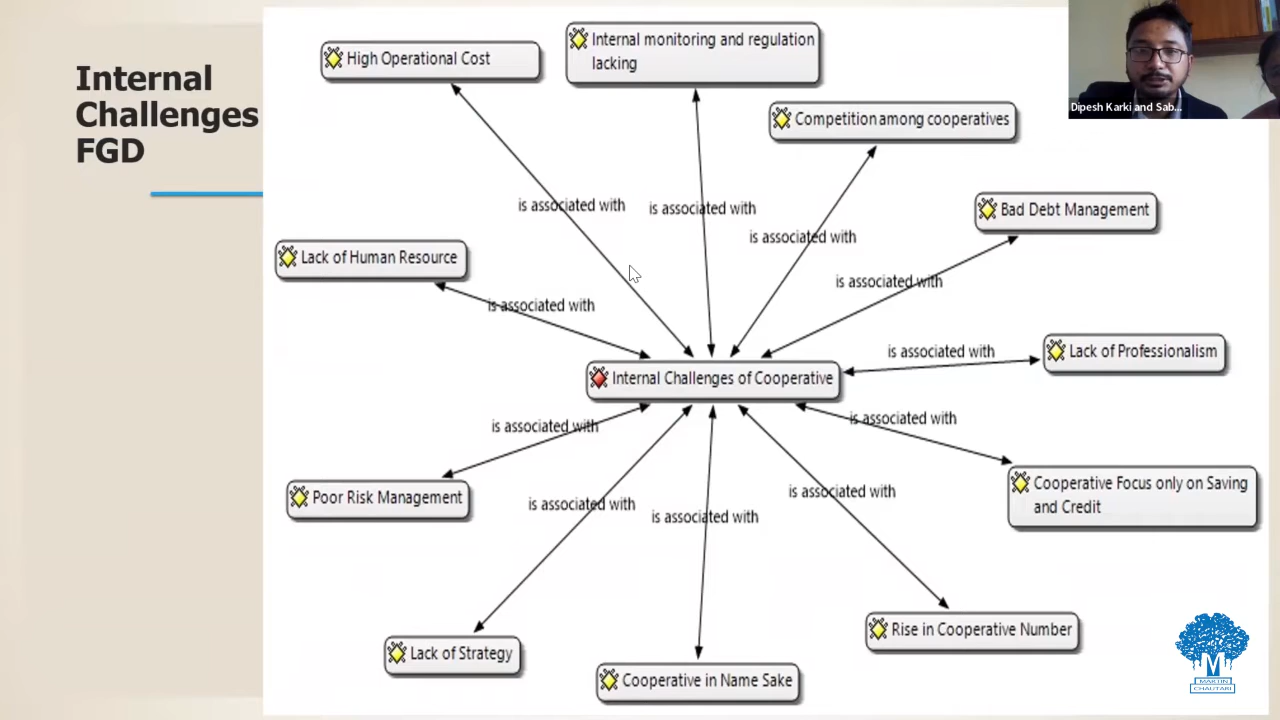 Internal
Challenges
FGD
High Operational Cost
Internal monitoring and regulation
lacking
Competition among cooperatives
Dipesh Karki and Sab...
Bad Debt Management
Lack of Human Resource
is associated with
is associated with
is associated with
is associated with
is associated with
is associated with
Lack of Professionalism
Internal Challenges of Cooperative
is associated with
is associated with
is associated with
is associated with
is associated with
Poor Risk Management
Cooperative Focus only on Saving
and Credit
Lack of Strategy
Cooperative in Name Sake
Rise in Cooperative Number
M
MARTIN
CHAUTARI